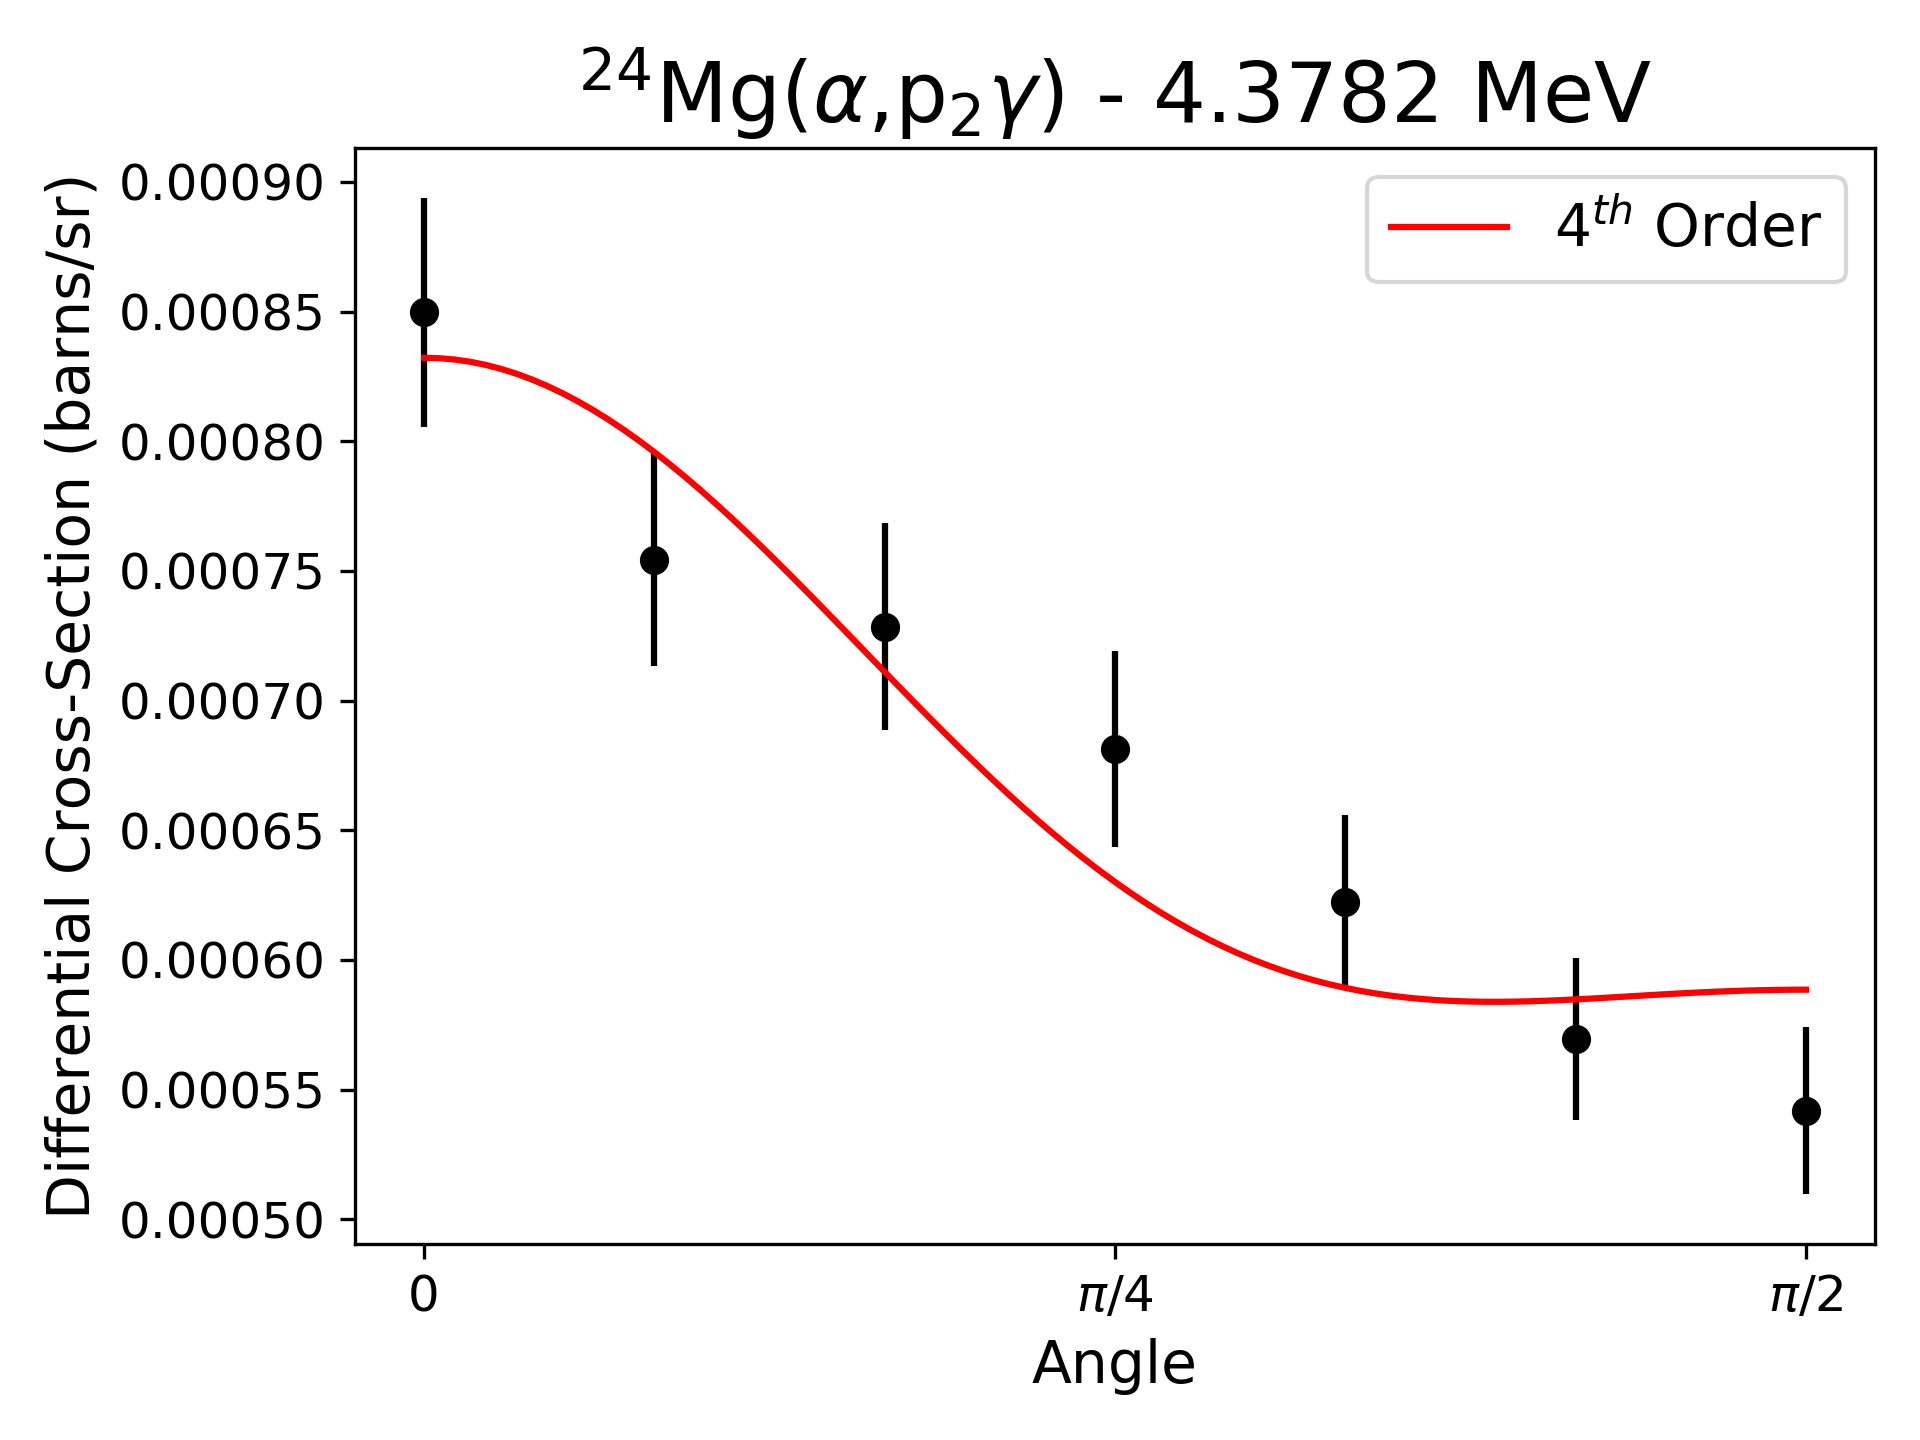 ²⁴Mg(α,p₂γ) - 4.3782 MeV
4ᵗʰ Order
Differential Cross-Section (barns/sr)
0.00090
0.00085
0.00080
0.00075
0.00070
0.00065
0.00060
0.00055
0.00050
0 π/4 π/2
Angle